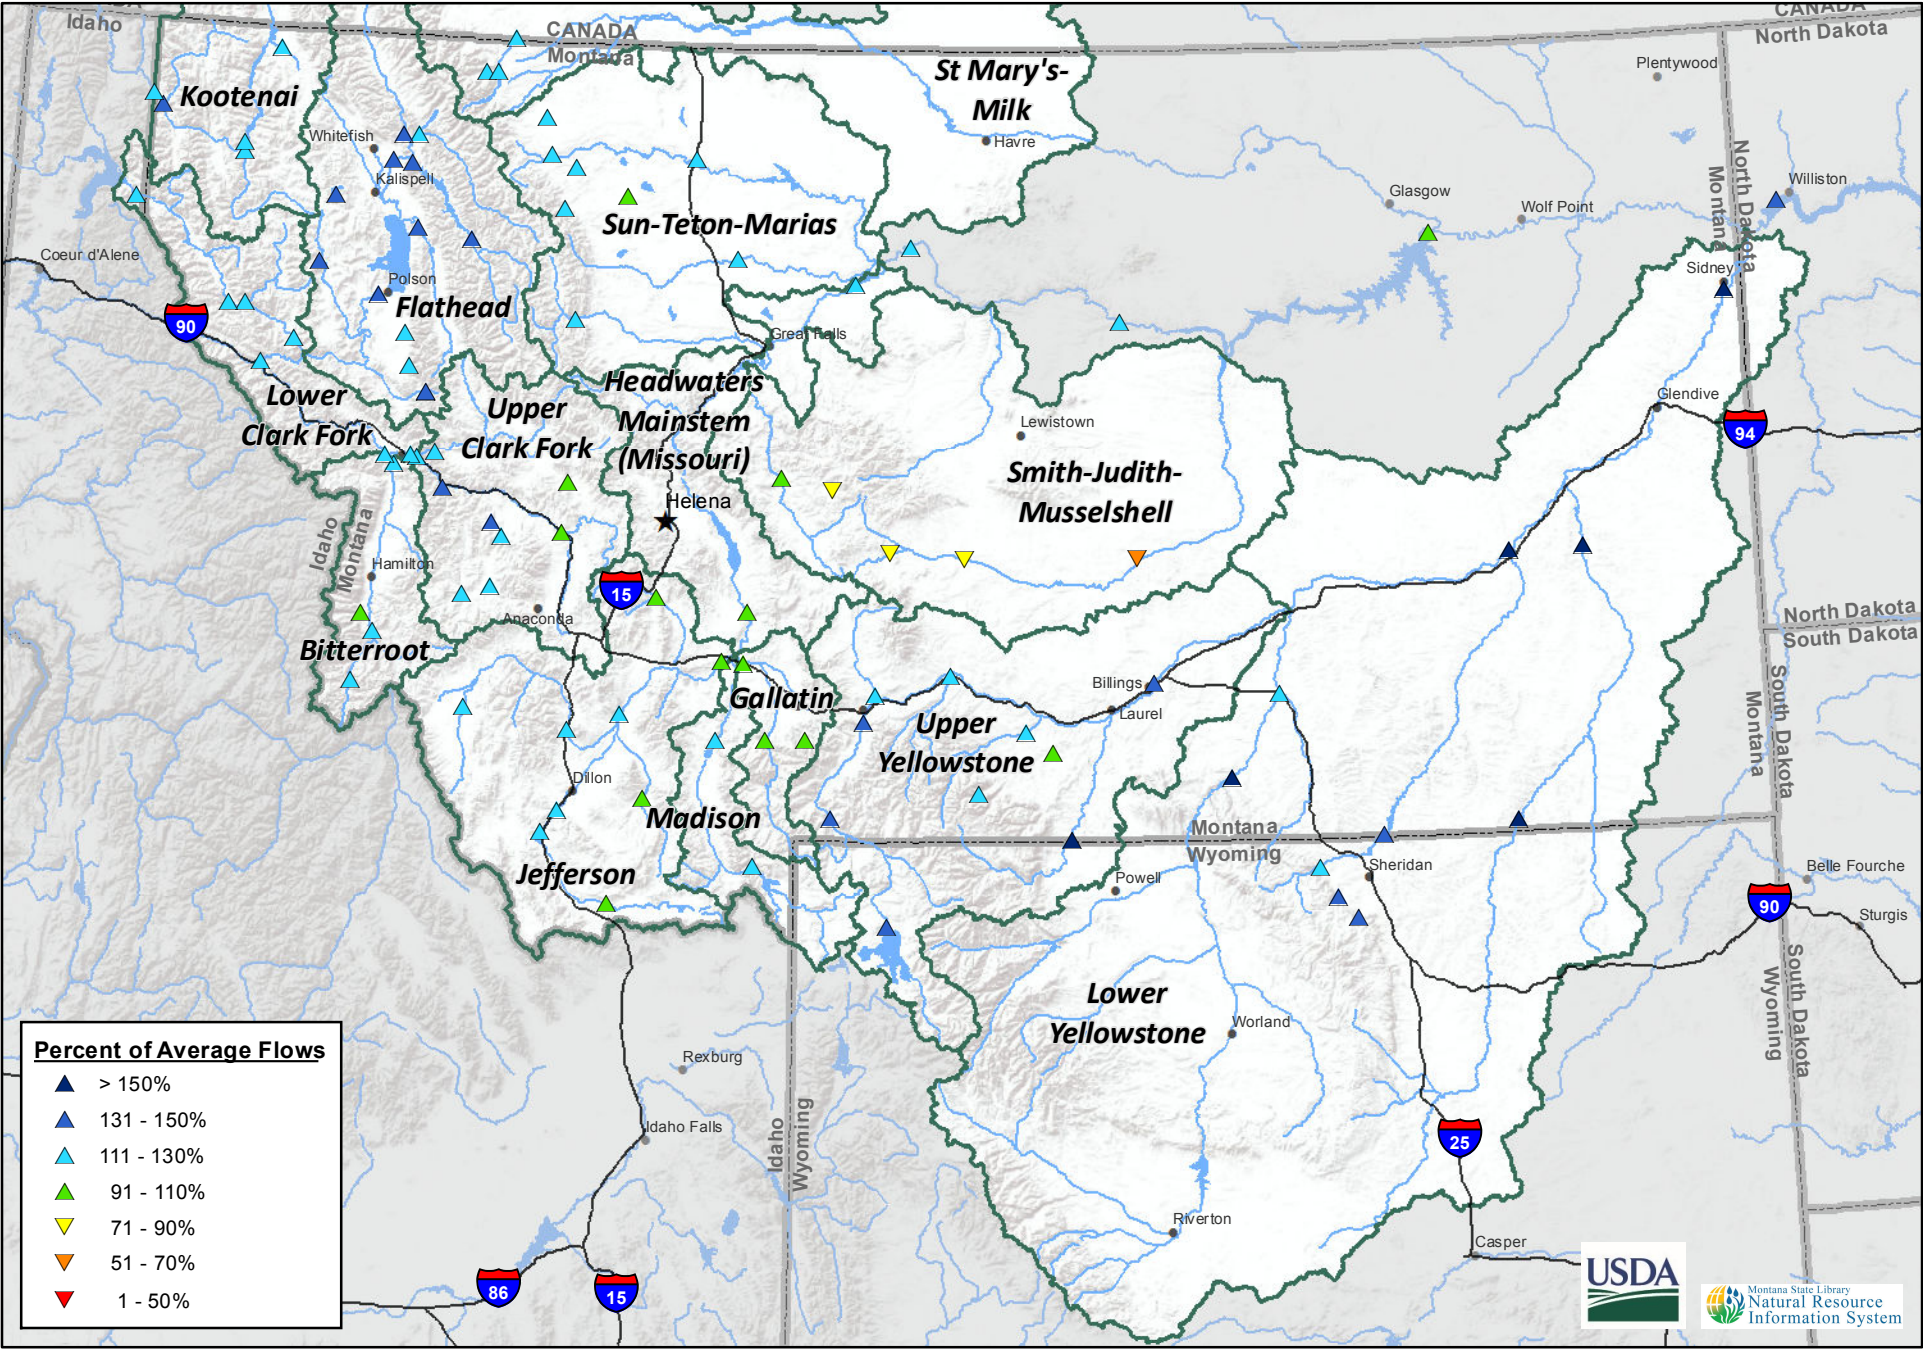 Idaho
CANADA
Montana
CANADA
North Dakota
Plentywood
St Mary's-
Milk
Havre
Kootenai
Whitefish
Kalispell
Sun-Teton-Marias
Glasgow
Wolf Point
North Dakota
Montana
Williston
Coeur d'Alene
Polson
Flathead
Sidney
90
Great Falls
Lower
Clark Fork
Upper
Clark Fork
Headwaters
Mainstem
(Missouri)
Lewistown
Glendive
94
Smith-Judith-
Musselshell
Helena
Idaho
Montana
Hamilton
15
Anaconda
North Dakota
South Dakota
Bitterroot
Gallatin
Billings
Laurel
South Dakota
Montana
Upper
Yellowstone
Dillon
Madison
Montana
Wyoming
Jefferson
Sheridan
Powell
Belle Fourche
90
Sturgis
Lower
Yellowstone
Worland
South Dakota
Wyoming
Rexburg
Idaho Falls
Idaho
Wyoming
25
Riverton
Casper
86
15
Percent of Average Flows
> 150%
131 - 150%
111 - 130%
91 - 110%
71 - 90%
51 - 70%
1 - 50%
USDA
Montana State Library
Natural Resource
Information System